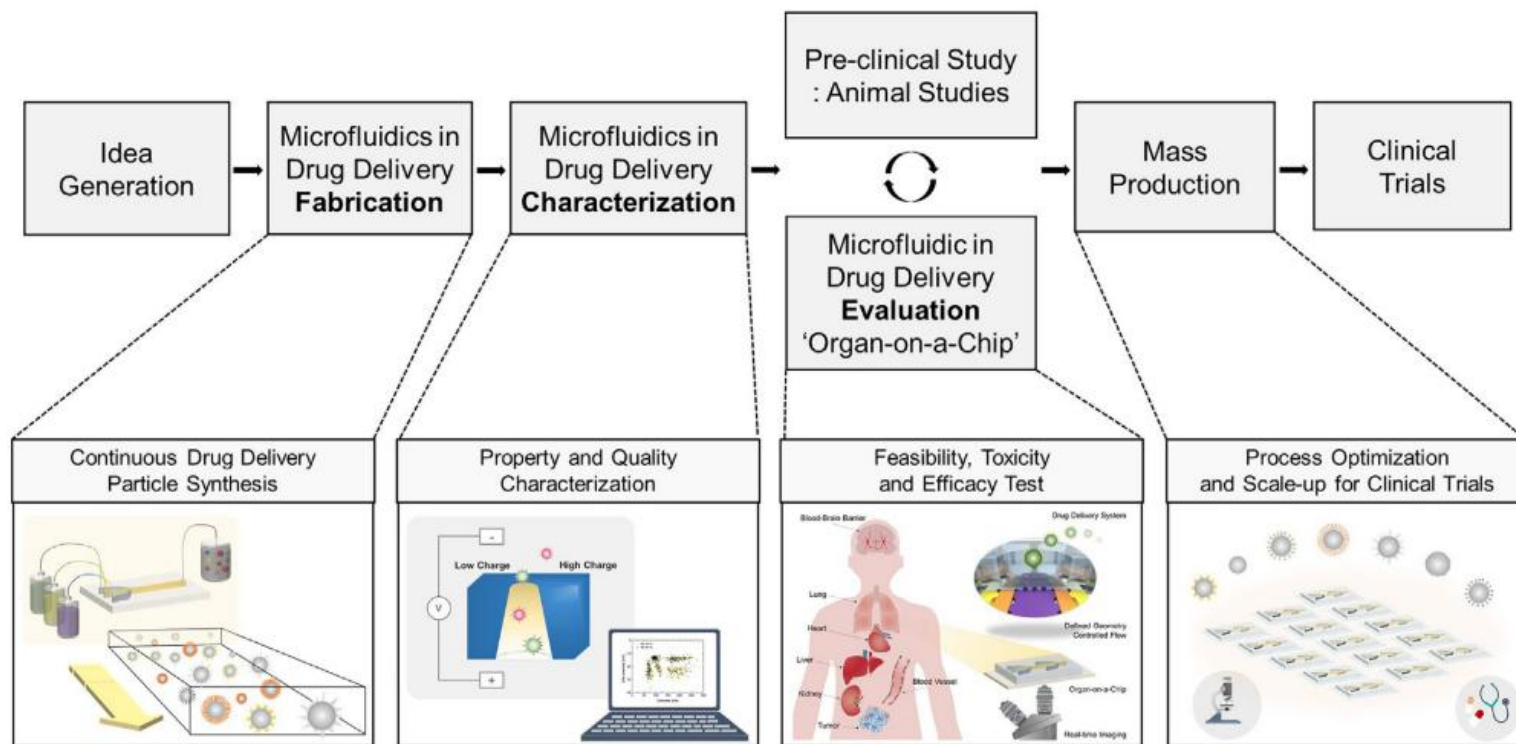 Idea
Generation
Microfluidics in
Drug Delivery
Fabrication
Microfluidics in
Drug Delivery
Characterization
Pre-clinical Study
: Animal Studies
Microfluidic in
Drug Delivery
Evaluation
‘Organ-on-a-Chip’
Mass
Production
Clinical
Trials
Continuous Drug Delivery
Particle Synthesis
Property and Quality
Characterization
-
Low Charge
High Charge
V
+
Feasibility, Toxicity
and Efficacy Test
Blood-Brain Barrier
Lung
Heart
Liver
Kidney
Tumor
Blood Vessel
Drug Delivery System
Defined Geometry
Controlled Flow
Organ-on-a-Chip
Real-time Imaging
Process Optimization
and Scale-up for Clinical Trials